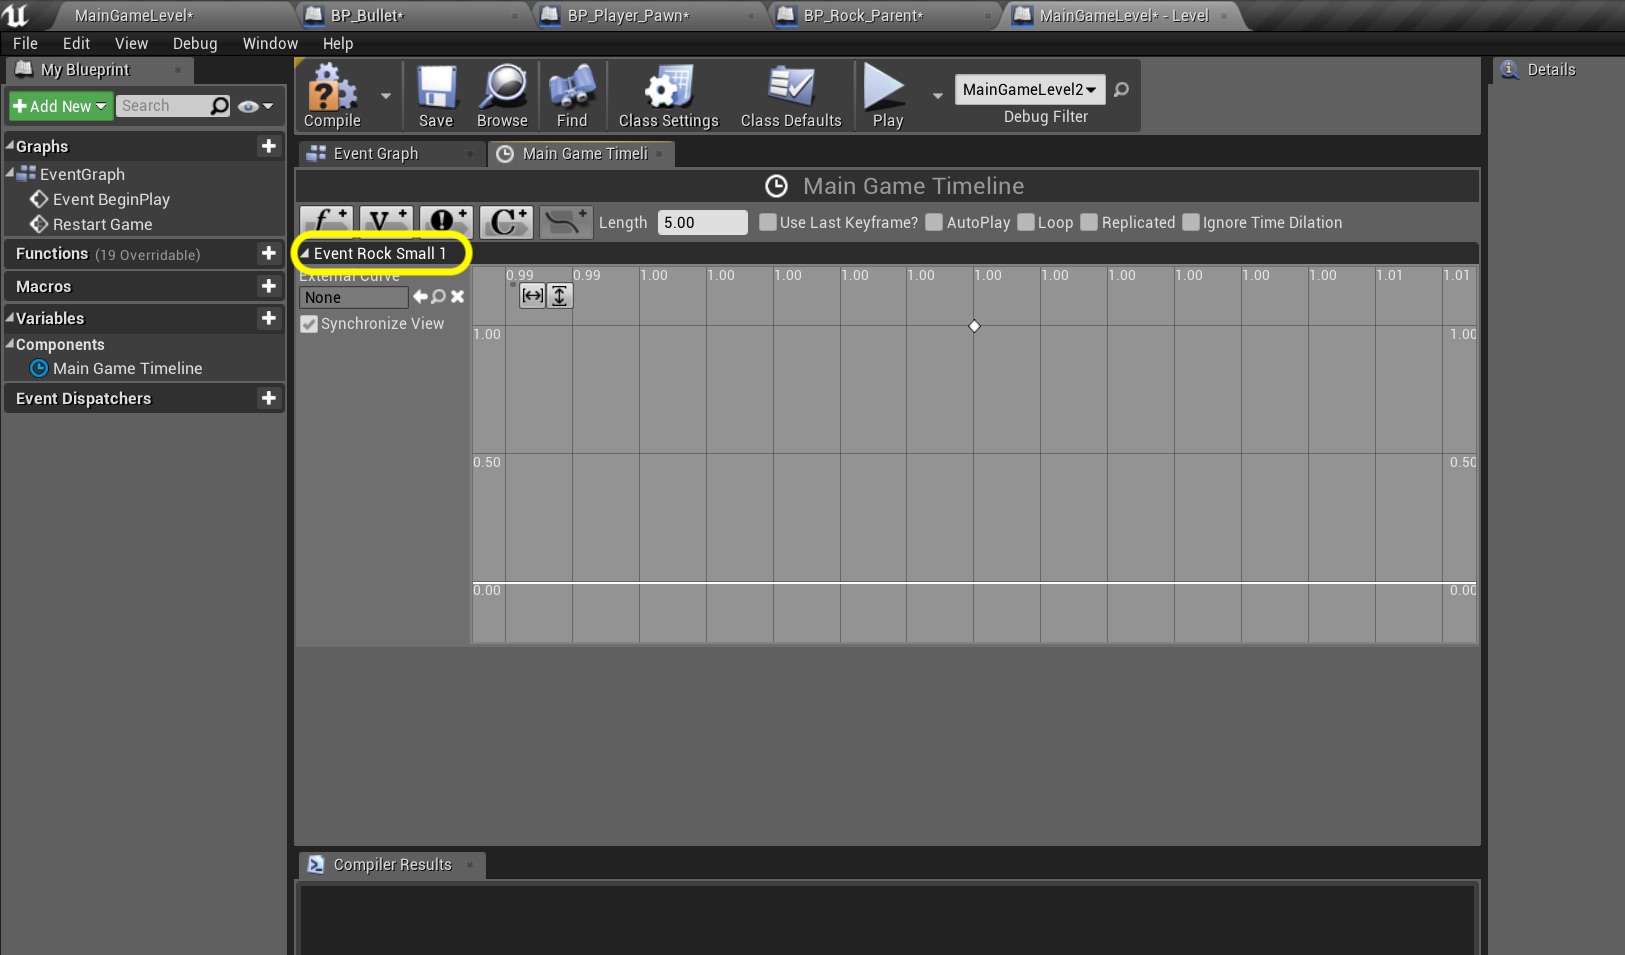 MainGameLevel*
BP_Bullet*
BP_Player_Pawn*
BP_Rock_Parent*
MainGameLevel* - Level
File Edit View Debug Window Help
My Blueprint
Details
Add New
Search
Compile
Save
Browse
Find
Class Settings
Class Defaults
Play
MainGameLevel2
Debug Filter
Graphs
EventGraph
Event BeginPlay
Restart Game
Functions (19 Overridable)
Macros
Variables
Components
Main Game Timeline
Event Dispatchers
Event Graph
Main Game Timeli
Main Game Timeline
f V C Length 5.00 Use Last Keyframe? AutoPlay Loop Replicated Ignore Time Dilation
Event Rock Small 1
External Curve
None
Synchronize View
0.99 0.99 1.00 1.00 1.00 1.00 1.00 1.00 1.00 1.00 1.00 1.00 1.00 1.01 1.01
1.00 1.00
0.50 0.50
0.00 0.00
Compiler Results